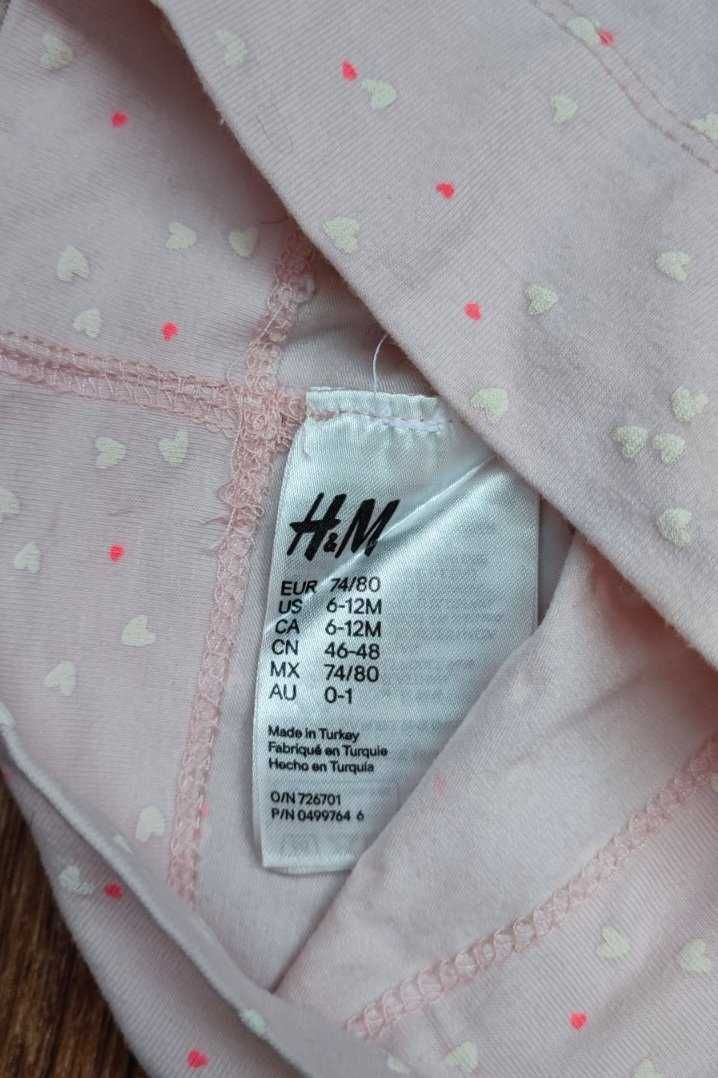 H&M
EUR 74/80
US 6-12M
CA 6-12M
CN 46-48
MX 74/80
AU 0-1
Made in Turkey
Fabriqué en Turquie
Hecho en Turquía
O/N 726701
P/N 0499764 6